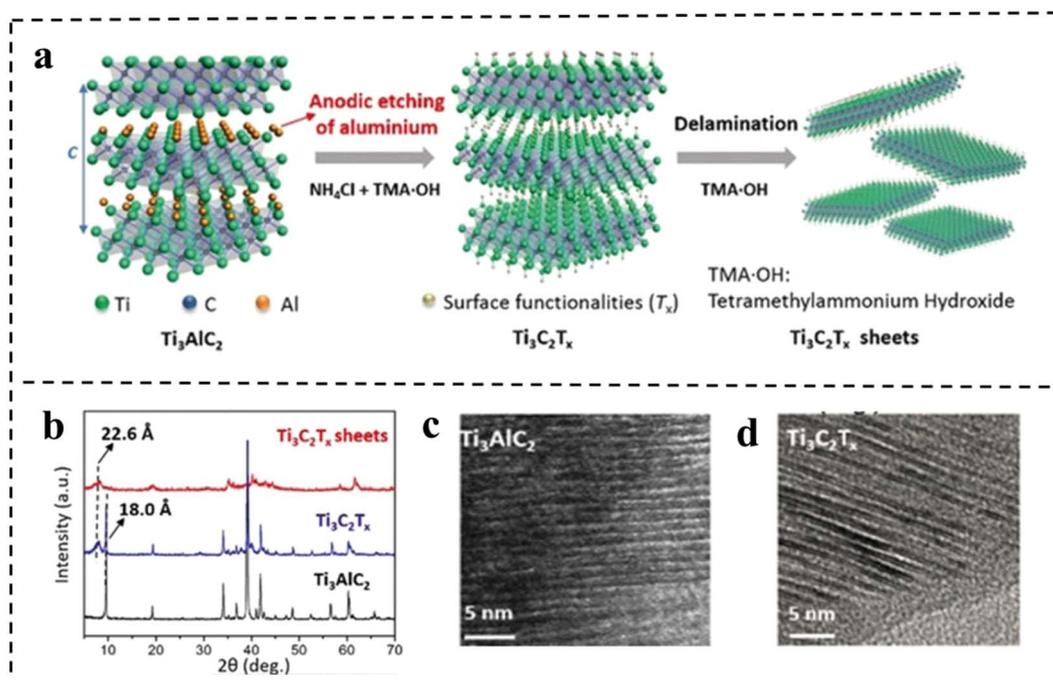 a
Anodic etching
of aluminium
c
NH₄Cl + TMA·OH
Delamination
TMA·OH
Ti
C
Al
Surface functionalities (Tₓ)
TMA·OH:
Tetramethylammonium Hydroxide
Ti₃AlC₂
Ti₃C₂Tₓ
Ti₃C₂Tₓ sheets
b
22.6 Å
18.0 Å
Ti₃C₂Tₓ sheets
Ti₃C₂Tₓ
Ti₃AlC₂
Intensity (a.u.)
10 20 30 40 50 60 70
2θ (deg.)
c
Ti₃AlC₂
5 nm
d
Ti₃C₂Tₓ
5 nm